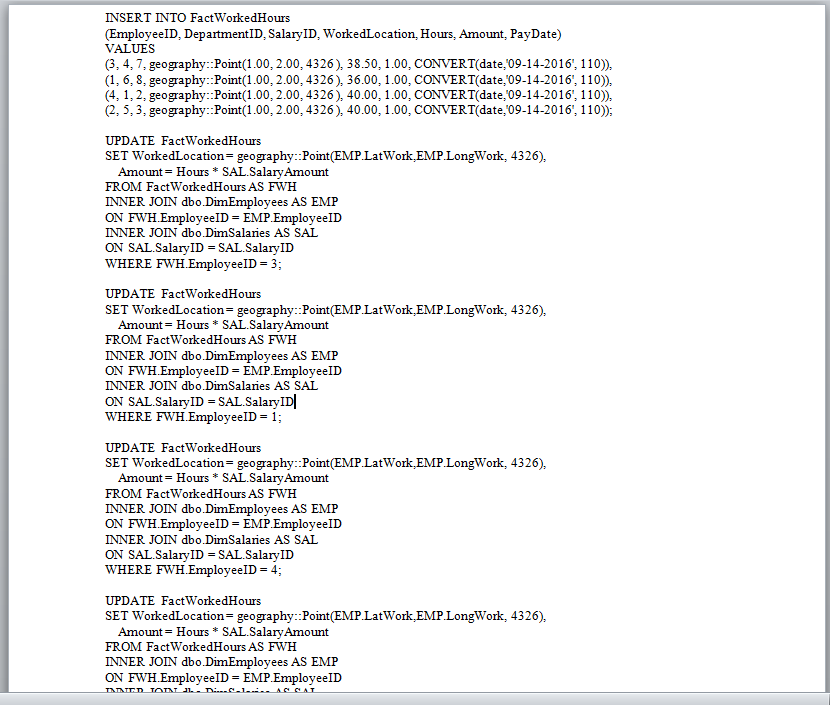 INSERT INTO FactWorkedHours
(EmployeeID, DepartmentID, SalaryID, WorkedLocation, Hours, Amount, PayDate)
VALUES
(3, 4, 7, geography::Point(1.00, 2.00, 4326 ), 38.50, 1.00, CONVERT(date,'09-14-2016', 110)),
(1, 6, 8, geography::Point(1.00, 2.00, 4326 ), 36.00, 1.00, CONVERT(date,'09-14-2016', 110)),
(4, 1, 2, geography::Point(1.00, 2.00, 4326 ), 40.00, 1.00, CONVERT(date,'09-14-2016', 110)),
(2, 5, 3, geography::Point(1.00, 2.00, 4326 ), 40.00, 1.00, CONVERT(date,'09-14-2016', 110));
UPDATE FactWorkedHours
SET WorkedLocation = geography::Point(EMP.LatWork,EMP.LongWork, 4326),
Amount = Hours * SAL.SalaryAmount
FROM FactWorkedHours AS FWH
INNER JOIN dbo.DimEmployees AS EMP
ON FWH.EmployeeID = EMP.EmployeeID
INNER JOIN dbo.DimSalaries AS SAL
ON SAL.SalaryID = SAL.SalaryID
WHERE FWH.EmployeeID = 3;
UPDATE FactWorkedHours
SET WorkedLocation = geography::Point(EMP.LatWork,EMP.LongWork, 4326),
Amount = Hours * SAL.SalaryAmount
FROM FactWorkedHours AS FWH
INNER JOIN dbo.DimEmployees AS EMP
ON FWH.EmployeeID = EMP.EmployeeID
INNER JOIN dbo.DimSalaries AS SAL
ON SAL.SalaryID = SAL.SalaryID
WHERE FWH.EmployeeID = 1;
UPDATE FactWorkedHours
SET WorkedLocation = geography::Point(EMP.LatWork,EMP.LongWork, 4326),
Amount = Hours * SAL.SalaryAmount
FROM FactWorkedHours AS FWH
INNER JOIN dbo.DimEmployees AS EMP
ON FWH.EmployeeID = EMP.EmployeeID
INNER JOIN dbo.DimSalaries AS SAL
ON SAL.SalaryID = SAL.SalaryID
WHERE FWH.EmployeeID = 4;
UPDATE FactWorkedHours
SET WorkedLocation = geography::Point(EMP.LatWork,EMP.LongWork, 4326),
Amount = Hours * SAL.SalaryAmount
FROM FactWorkedHours AS FWH
INNER JOIN dbo.DimEmployees AS EMP
ON FWH.EmployeeID = EMP.EmployeeID
INNER JOIN dbo.DimSalaries AS SAL